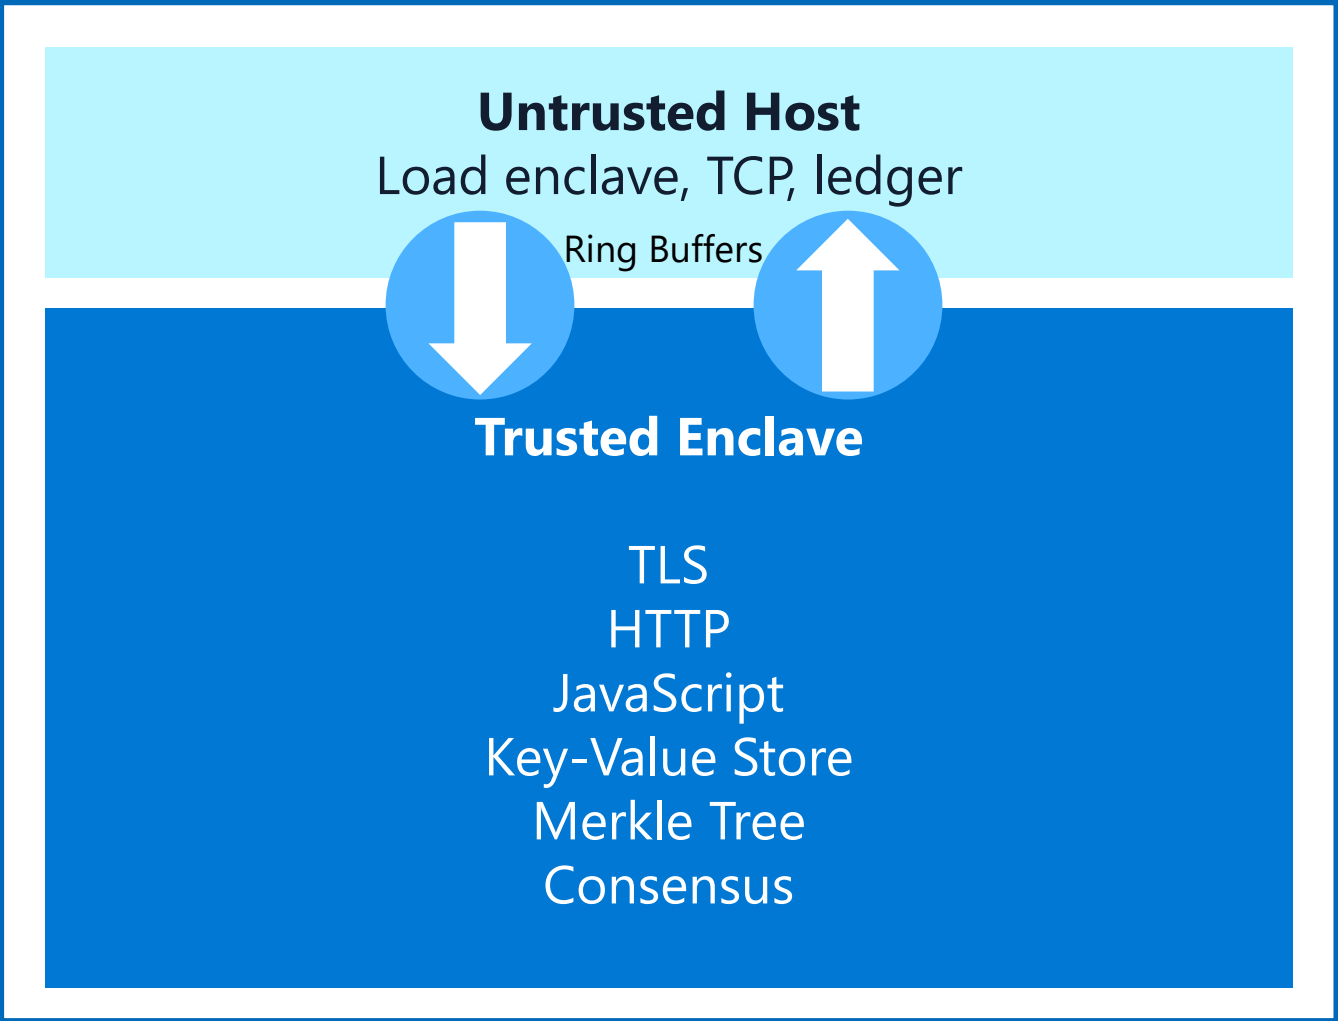 Untrusted Host
Load enclave, TCP, ledger
Ring Buffers
Trusted Enclave
TLS
HTTP
JavaScript
Key-Value Store
Merkle Tree
Consensus